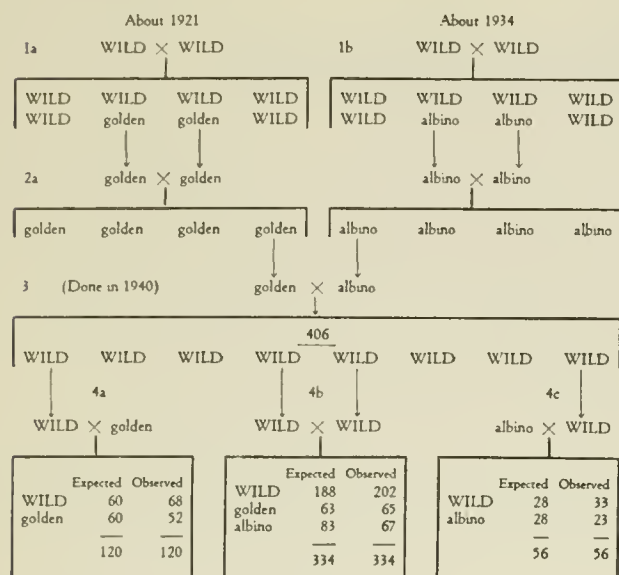 About 1921 About 1934
1a WILD × WILD 1b WILD × WILD
WILD WILD WILD WILD WILD WILD WILD WILD
WILD golden golden WILD WILD albino albino WILD
2a golden × golden albino × albino
golden golden golden golden albino albino albino albino
3 (Done in 1940) golden × albino
406
WILD WILD WILD WILD WILD WILD WILD WILD
4a 4b 4c
WILD × golden WILD × WILD albino × WILD
Expected Observed
WILD 60 68
golden 60 52
120 120
Expected Observed
WILD 188 202
golden 63 65
albino 83 67
334 334
Expected Observed
WILD 28 33
albino 28 23
56 56